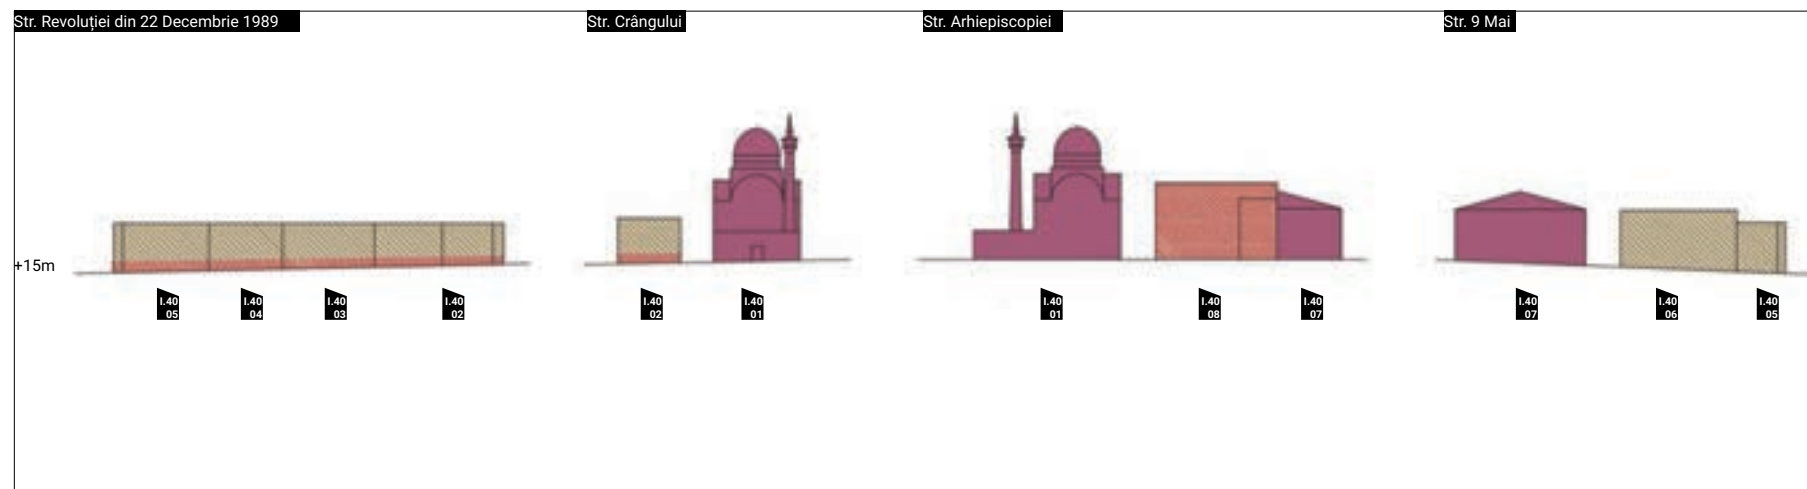 Str. Revoluției din 22 Decembrie 1989
Str. Crângului
Str. Arhiepiscopiei
Str. 9 Mai
+15m
I.40
05
I.40
04
I.40
03
I.40
02
I.40
02
I.40
01
I.40
01
I.40
08
I.40
07
I.40
07
I.40
06
I.40
05